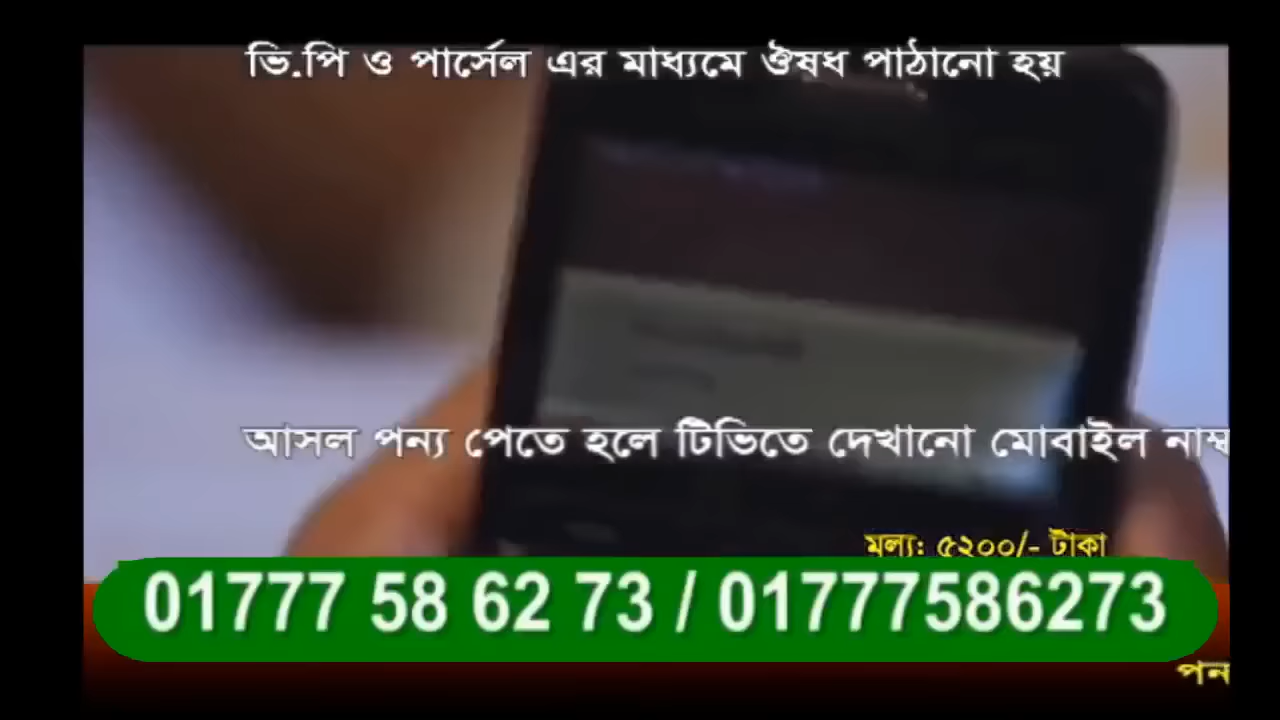 ভি.পি ও পার্সেল এর মাধ্যমে ঔষধ পাঠানো হয়
আসল পন্য পেতে হলে টিভিতে দেখানো মোবাইল
মূল্য: ৫২০০/- টাকা
01777 58 62 73 / 01777586273